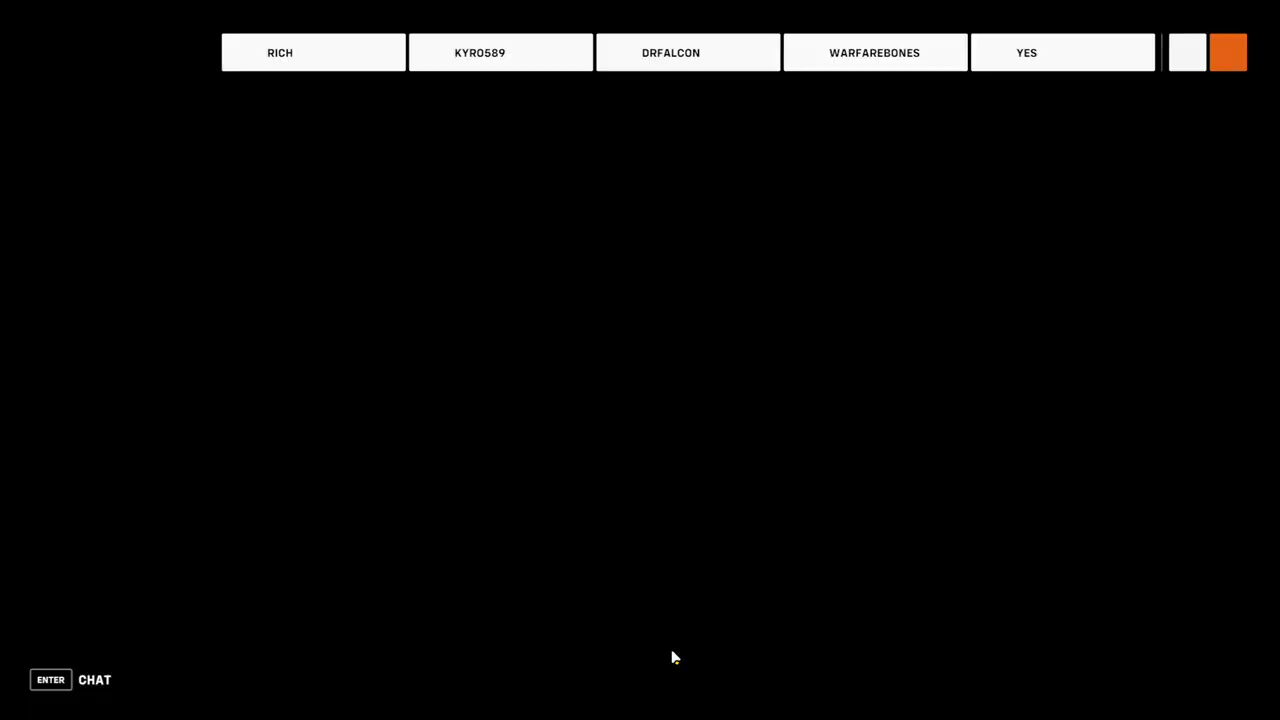 RICH
KYRO589
DRFALCON
WARFAREBONES
YES
ENTER CHAT